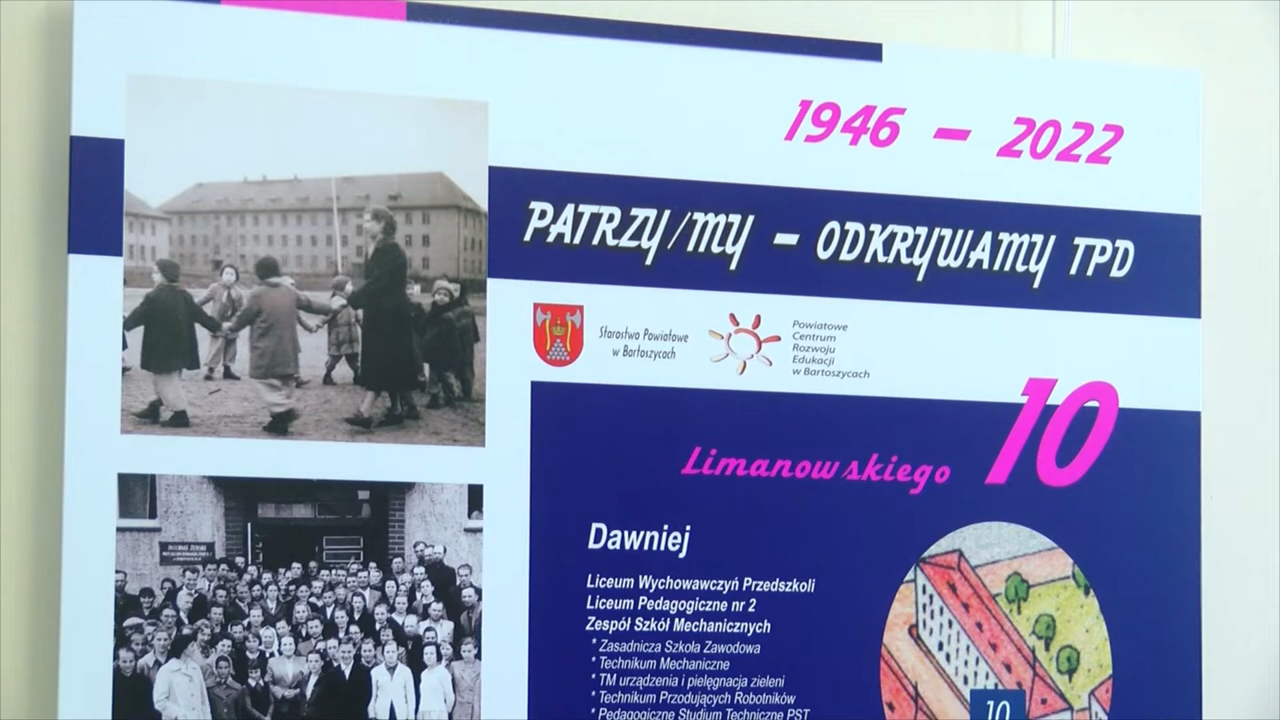 1946 – 2022
PATRZY/MY – ODKRYWAMY TPD
Starostwo Powiatowe
w Bartoszycach
Powiatowe
Centrum
Rozwoju
Edukacji
w Bartoszycach
Limanowskiego 10
Dawniej
Liceum Wychowawczyń Przedszkoli
Liceum Pedagogiczne nr 2
Zespół Szkół Mechanicznych
* Zasadnicza Szkoła Zawodowa
* Technikum Mechaniczne
* TM urządzenia i pielęgnacja zieleni
* Technikum Przodujących Robotników
* Pedagogiczne Studium Techniczne PST
10